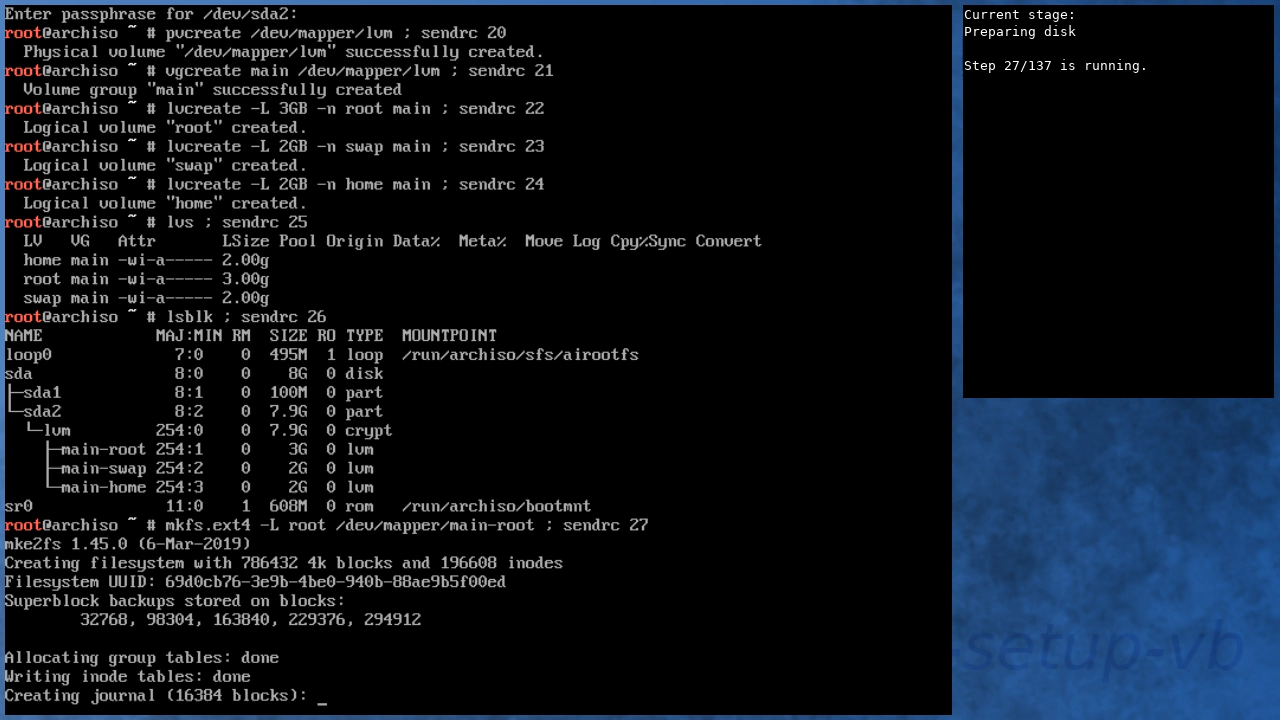 Enter passphrase for /dev/sda2:
root@archiso ~ # pvcreate /dev/mapper/lvm ; sendrc 20
  Physical volume "/dev/mapper/lvm" successfully created.
root@archiso ~ # vgcreate main /dev/mapper/lvm ; sendrc 21
  Volume group "main" successfully created
root@archiso ~ # lvcreate -L 3GB -n root main ; sendrc 22
  Logical volume "root" created.
root@archiso ~ # lvcreate -L 2GB -n swap main ; sendrc 23
  Logical volume "swap" created.
root@archiso ~ # lvcreate -L 2GB -n home main ; sendrc 24
  Logical volume "home" created.
root@archiso ~ # lvs ; sendrc 25
  LV   VG   Attr       LSize Pool Origin Data%  Meta%  Move Log Cpy%Sync Convert
  home main -wi-a----- 2.00g
  root main -wi-a----- 3.00g
  swap main -wi-a----- 2.00g
root@archiso ~ # lsblk ; sendrc 26
NAME            MAJ:MIN RM  SIZE RO TYPE  MOUNTPOINT
loop0             7:0    0  495M  1 loop  /run/archiso/sfs/airootfs
sda               8:0    0    8G  0 disk
├─sda1            8:1    0  100M  0 part
└─sda2            8:2    0  7.9G  0 part
  └─lvm         254:0    0  7.9G  0 crypt
    ├─main-root 254:1    0    3G  0 lvm
    ├─main-swap 254:2    0    2G  0 lvm
    └─main-home 254:3    0    2G  0 lvm
sr0              11:0    1  608M  0 rom   /run/archiso/bootmnt
root@archiso ~ # mkfs.ext4 -L root /dev/mapper/main-root ; sendrc 27
mke2fs 1.45.0 (6-Mar-2019)
Creating filesystem with 786432 4k blocks and 196608 inodes
Filesystem UUID: 69d0cb76-3e9b-4be0-940b-88ae9b5f00ed
Superblock backups stored on blocks:
        32768, 98304, 163840, 229376, 294912
Allocating group tables: done
Writing inode tables: done
Creating journal (16384 blocks): _
Current stage:
Preparing disk
Step 27/137 is running.
-setup-vb